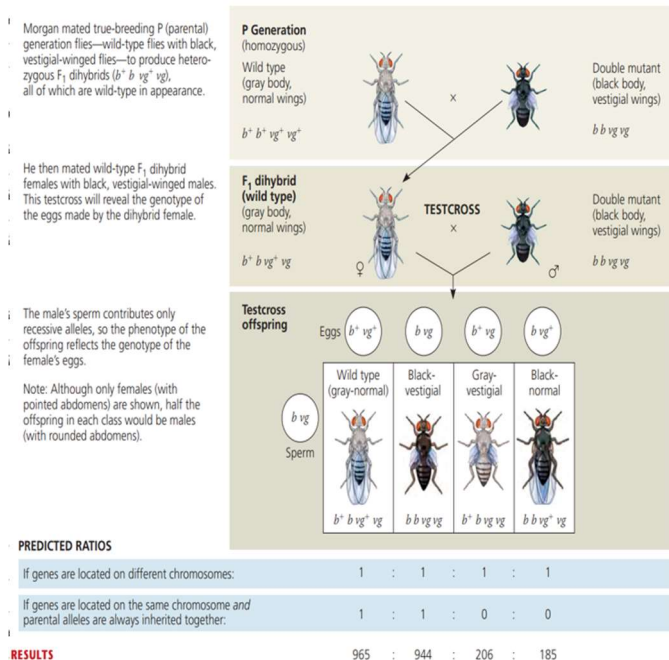 Morgan mated true-breeding P (parental)
generation flies—wild-type flies with black,
vestigial-winged flies—to produce hetero-
zygous F₁ dihybrids (b⁺ b vg⁺ vg),
all of which are wild-type in appearance.
P Generation
(homozygous)
Wild type
(gray body,
normal wings)
b⁺ b⁺ vg⁺ vg⁺
x
Double mutant
(black body,
vestigial wings)
b b vg vg
He then mated wild-type F₁ dihybrid
females with black, vestigial-winged males.
This testcross will reveal the genotype of
the eggs made by the dihybrid female.
F₁ dihybrid
(wild type)
(gray body,
normal wings)
b⁺ b vg⁺ vg
♀
TESTCROSS
x
♂
Double mutant
(black body,
vestigial wings)
b b vg vg
The male's sperm contributes only
recessive alleles, so the phenotype of the
offspring reflects the genotype of the
female's eggs.
Note: Although only females (with
pointed abdomens) are shown, half the
offspring in each class would be males
(with rounded abdomens).
Testcross
offspring
Eggs b⁺ vg⁺ b vg b⁺ vg b vg⁺
b vg
Sperm
Wild type
(gray-normal)
b⁺ b vg⁺ vg
Black-
vestigial
b b vg vg
Gray-
vestigial
b⁺ b vg vg
Black-
normal
b b vg⁺ vg
PREDICTED RATIOS
If genes are located on different chromosomes: 1 : 1 : 1 : 1
If genes are located on the same chromosome and
parental alleles are always inherited together: 1 : 1 : 0 : 0
RESULTS 965 : 944 : 206 : 185